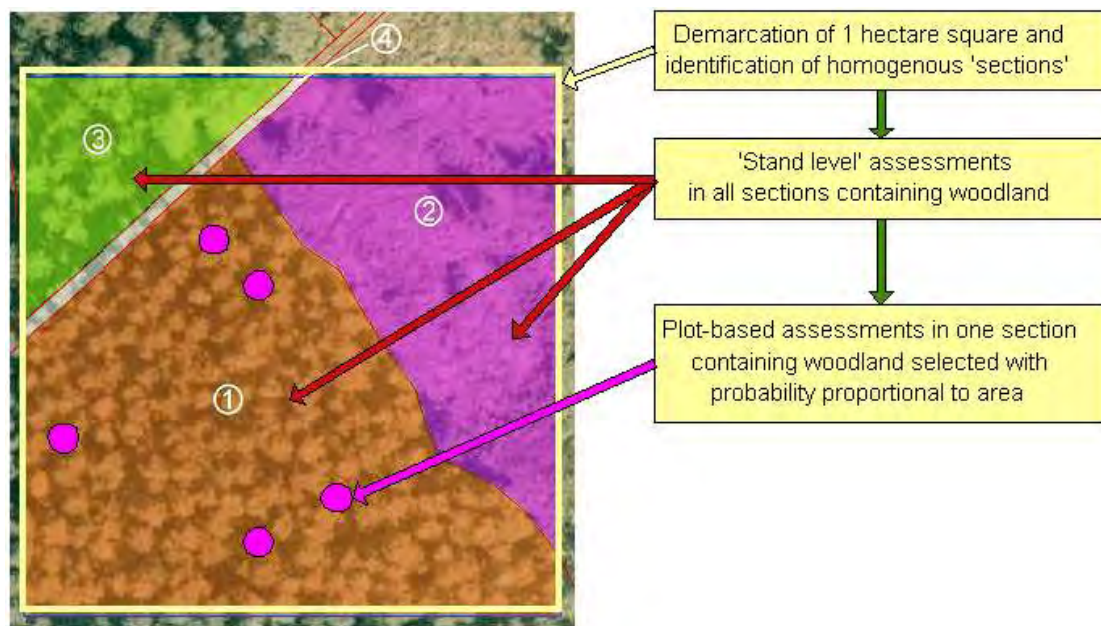 ④
③
②
①
Demarcation of 1 hectare square and
identification of homogenous 'sections'
'Stand level' assessments
in all sections containing woodland
Plot-based assessments in one section
containing woodland selected with
probability proportional to area